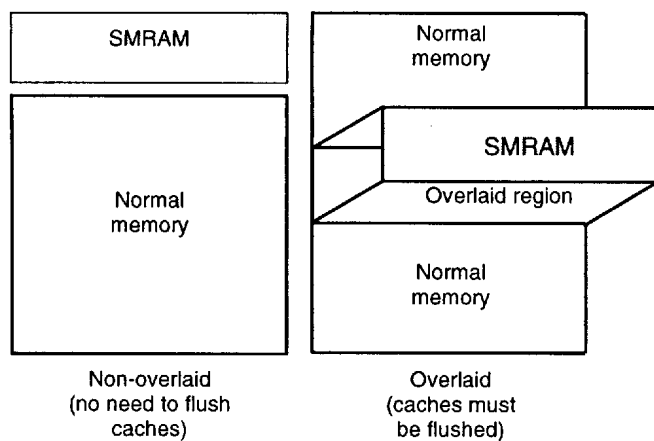 SMRAM
Normal
memory
Non-overlaid
(no need to flush
caches)
Normal
memory
SMRAM
Overlaid region
Normal
memory
Overlaid
(caches must
be flushed)